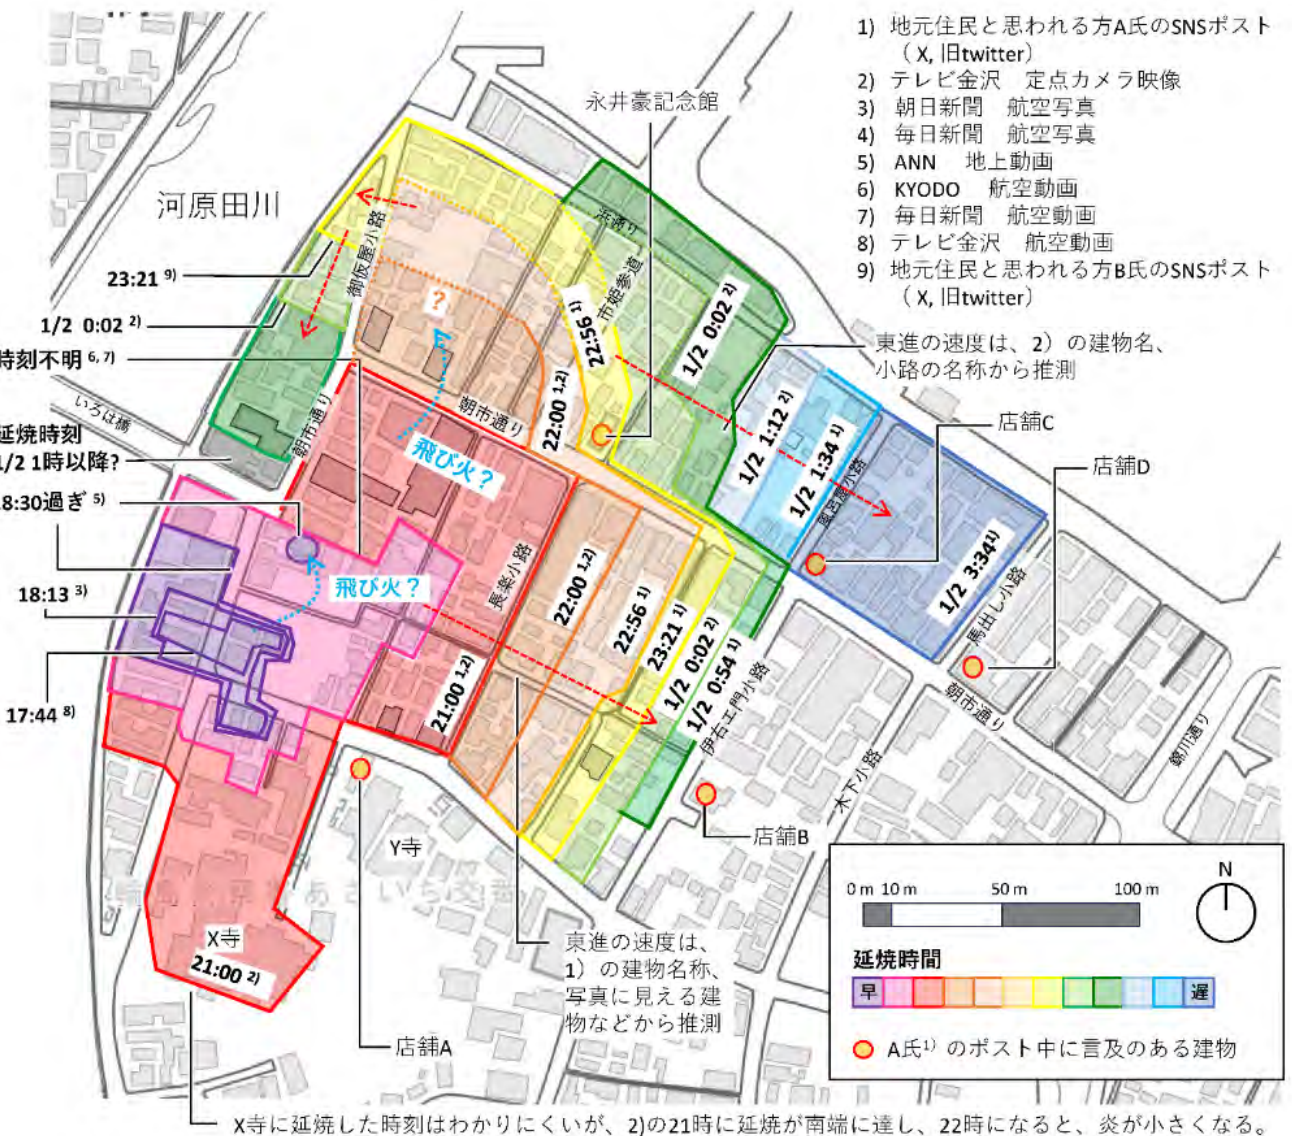 1) 地元住民と思われる方A氏のSNSポスト
（X, 旧twitter）
2) テレビ金沢　定点カメラ映像
3) 朝日新聞　航空写真
4) 毎日新聞　航空写真
5) ANN　地上動画
6) KYODO　航空動画
7) 毎日新聞　航空動画
8) テレビ金沢　航空動画
9) 地元住民と思われる方B氏のSNSポスト
（X, 旧twitter）
永井豪記念館
河原田川
浜通り
御仮屋小路
市姫参道
23:21 9)
1/2 0:02 2)
時刻不明 6, 7)
いろは橋
延焼時刻
1/2 1時以降?
18:30過ぎ 5)
18:13 3)
17:44 8)
?
22:56 1)
1/2 0:02 2)
東進の速度は、2）の建物名、
小路の名称から推測
朝市通り
朝市通り
22:00 1,2)
飛び火？
1/2 1:12 2)
1/2 1:34 1)
店舗C
店舗D
風呂屋小路
飛び火？
長楽小路
22:00 1,2)
22:56 1)
23:21 1)
1/2 0:02 2)
1/2 0:54 1)
1/2 3:34 1)
馬出し小路
朝市通り
錦川通り
21:00 1,2)
伊右エ門小路
木下小路
Y寺
店舗B
X寺
21:00 2)
東進の速度は、
1）の建物名称、
写真に見える建
物などから推測
店舗A
0 m 10 m 50 m 100 m
N
延焼時間
早 遅
A氏1) のポスト中に言及のある建物
X寺に延焼した時刻はわかりにくいが、2)の21時に延焼が南端に達し、22時になると、炎が小さくなる。